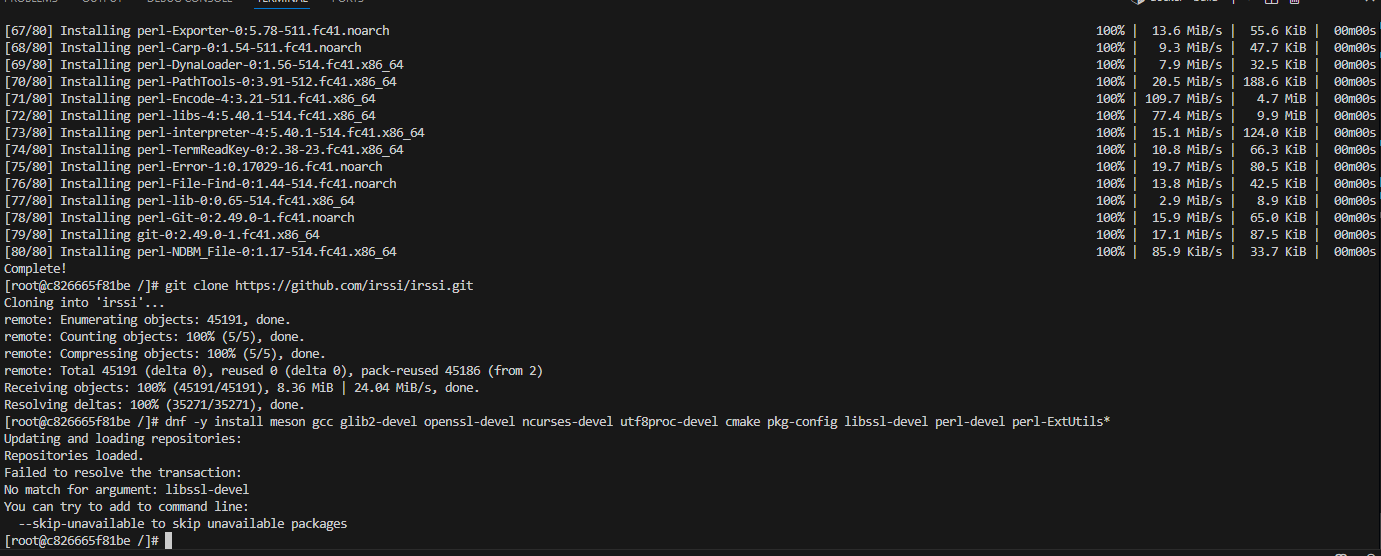 PROBLEMS OUTPUT DEBUG CONSOLE TERMINAL PORTS
[67/80] Installing perl-Exporter-0:5.78-511.fc41.noarch 100% | 13.6 MiB/s | 55.6 KiB | 00m00s
[68/80] Installing perl-Carp-0:1.54-511.fc41.noarch 100% | 9.3 MiB/s | 47.7 KiB | 00m00s
[69/80] Installing perl-DynaLoader-0:1.56-514.fc41.x86_64 100% | 7.9 MiB/s | 32.5 KiB | 00m00s
[70/80] Installing perl-PathTools-0:3.91-512.fc41.x86_64 100% | 20.5 MiB/s | 188.6 KiB | 00m00s
[71/80] Installing perl-Encode-4:3.21-511.fc41.x86_64 100% | 109.7 MiB/s | 4.7 MiB | 00m00s
[72/80] Installing perl-libs-4:5.40.1-514.fc41.x86_64 100% | 77.4 MiB/s | 9.9 MiB | 00m00s
[73/80] Installing perl-interpreter-4:5.40.1-514.fc41.x86_64 100% | 15.1 MiB/s | 124.0 KiB | 00m00s
[74/80] Installing perl-TermReadKey-0:2.38-23.fc41.x86_64 100% | 10.8 MiB/s | 66.3 KiB | 00m00s
[75/80] Installing perl-Error-1:0.17029-16.fc41.noarch 100% | 19.7 MiB/s | 80.5 KiB | 00m00s
[76/80] Installing perl-File-Find-0:1.44-514.fc41.noarch 100% | 13.8 MiB/s | 42.5 KiB | 00m00s
[77/80] Installing perl-lib-0:0.65-514.fc41.x86_64 100% | 2.9 MiB/s | 8.9 KiB | 00m00s
[78/80] Installing perl-Git-0:2.49.0-1.fc41.noarch 100% | 15.9 MiB/s | 65.0 KiB | 00m00s
[79/80] Installing git-0:2.49.0-1.fc41.x86_64 100% | 17.1 MiB/s | 87.5 KiB | 00m00s
[80/80] Installing perl-NDBM_File-0:1.17-514.fc41.x86_64 100% | 85.9 KiB/s | 33.7 KiB | 00m00s
Complete!
[root@c826665f81be /]# git clone https://github.com/irssi/irssi.git
Cloning into 'irssi'...
remote: Enumerating objects: 45191, done.
remote: Counting objects: 100% (5/5), done.
remote: Compressing objects: 100% (5/5), done.
remote: Total 45191 (delta 0), reused 0 (delta 0), pack-reused 45186 (from 2)
Receiving objects: 100% (45191/45191), 8.36 MiB | 24.04 MiB/s, done.
Resolving deltas: 100% (35271/35271), done.
[root@c826665f81be /]# dnf -y install meson gcc glib2-devel openssl-devel ncurses-devel utf8proc-devel cmake pkg-config libssl-devel perl-devel perl-ExtUtils*
Updating and loading repositories:
Repositories loaded.
Failed to resolve the transaction:
No match for argument: libssl-devel
You can try to add to command line:
--skip-unavailable to skip unavailable packages
[root@c826665f81be /]#